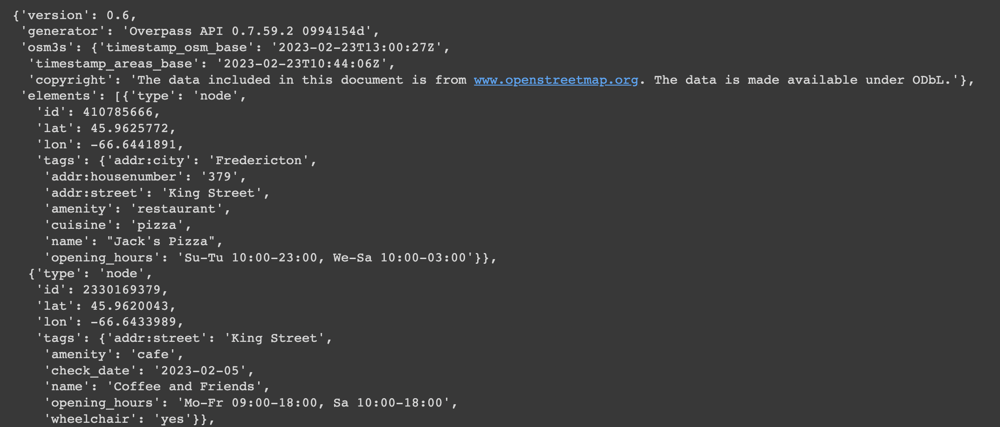 {'version': 0.6,
'generator': 'Overpass API 0.7.59.2 0994154d',
'osm3s': {'timestamp_osm_base': '2023-02-23T13:00:27Z',
'timestamp_areas_base': '2023-02-23T10:44:06Z',
'copyright': 'The data included in this document is from www.openstreetmap.org. The data is made available under ODbL.'},
'elements': [{'type': 'node',
'id': 410785666,
'lat': 45.9625772,
'lon': -66.6441891,
'tags': {'addr:city': 'Fredericton',
'addr:housenumber': '379',
'addr:street': 'King Street',
'amenity': 'restaurant',
'cuisine': 'pizza',
'name': "Jack's Pizza",
'opening_hours': 'Su-Tu 10:00-23:00, We-Sa 10:00-03:00'}},
{'type': 'node',
'id': 2330169379,
'lat': 45.9620043,
'lon': -66.6433989,
'tags': {'addr:street': 'King Street',
'amenity': 'cafe',
'check_date': '2023-02-05',
'name': 'Coffee and Friends',
'opening_hours': 'Mo-Fr 09:00-18:00, Sa 10:00-18:00',
'wheelchair': 'yes'}},